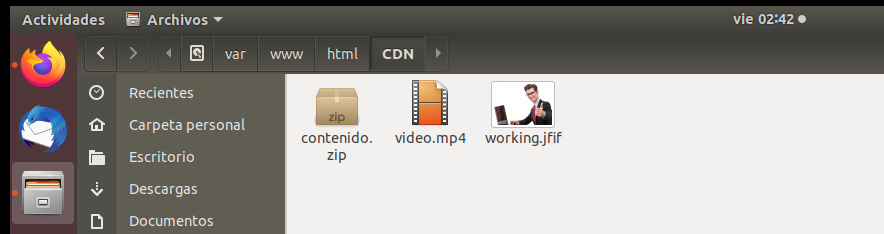 Actividades
Archivos
vie 02:42
var
www
html
CDN
Recientes
Carpeta personal
Escritorio
Descargas
Documentos
zip
contenido.
zip
video.mp4
working.jfif